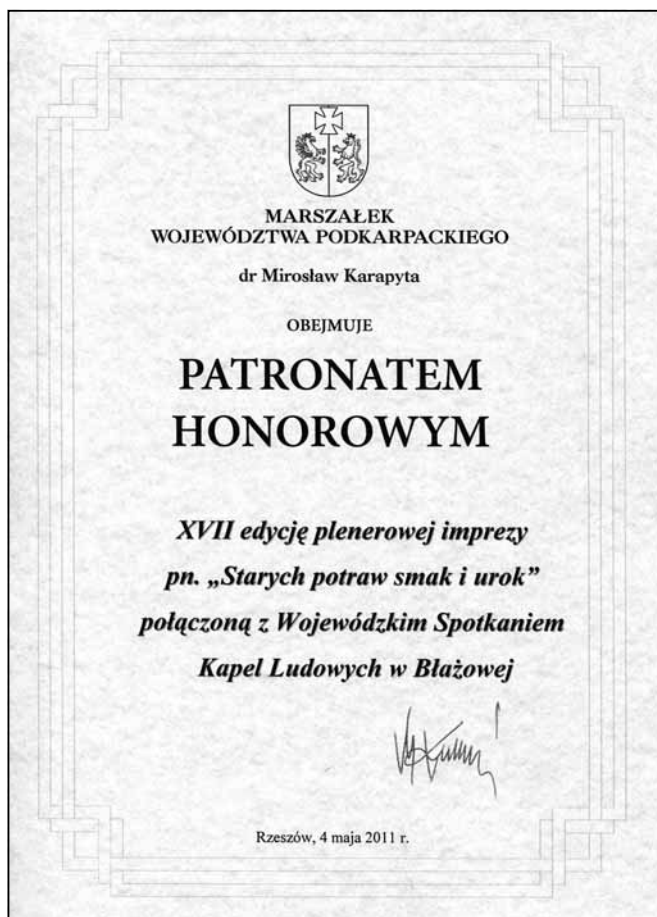 MARSZAŁEK
WOJEWÓDZTWA PODKARPACKIEGO
dr Mirosław Karapyta
OBEJMUJE
PATRONATEM
HONOROWYM
XVII edycję plenerowej imprezy
pn. „Starych potraw smak i urok”
połączoną z Wojewódzkim Spotkaniem
Kapel Ludowych w Błażowej
Rzeszów, 4 maja 2011 r.